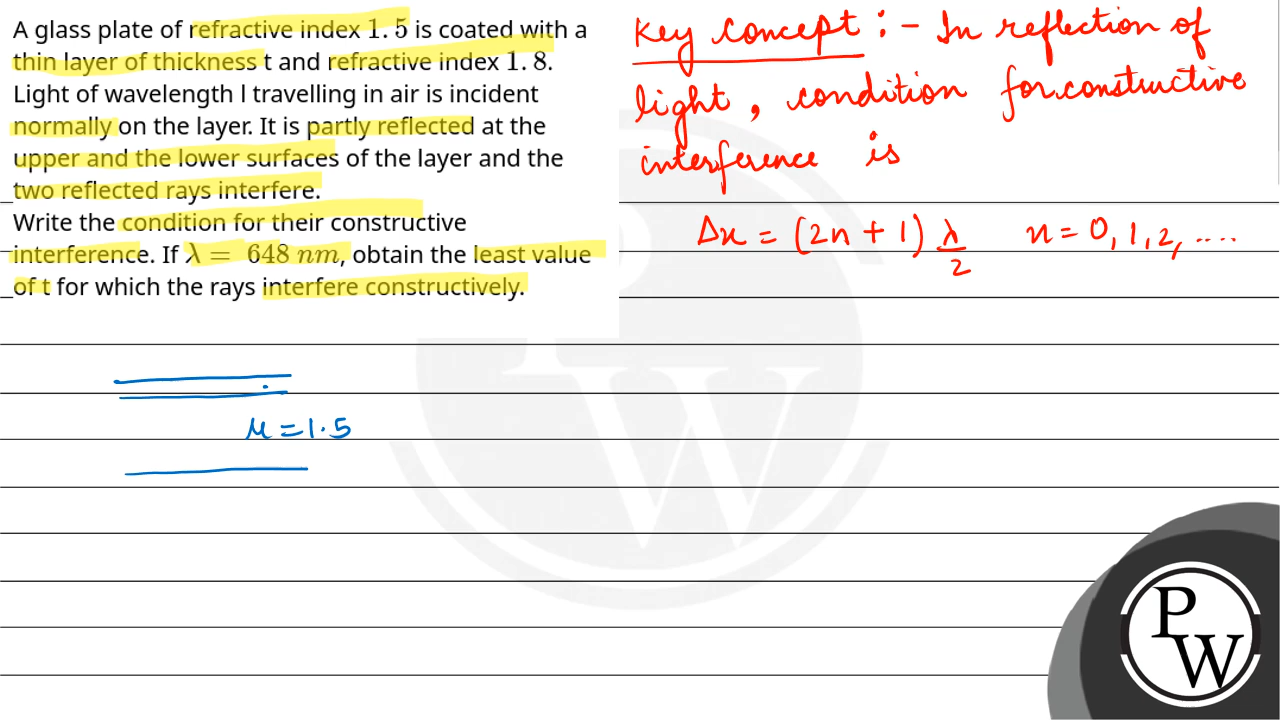 A glass plate of refractive index 1.5 is coated with a
thin layer of thickness t and refractive index 1.8.
Light of wavelength l travelling in air is incident
normally on the layer. It is partly reflected at the
upper and the lower surfaces of the layer and the
two reflected rays interfere.
Write the condition for their constructive
interference. If λ = 648 nm, obtain the least value
of t for which the rays interfere constructively.
Key Concept :- In reflection of
light, condition for constructive
interference is
Δx = (2n + 1) λ/2 n = 0, 1, 2, ....
μ = 1.5
P
W